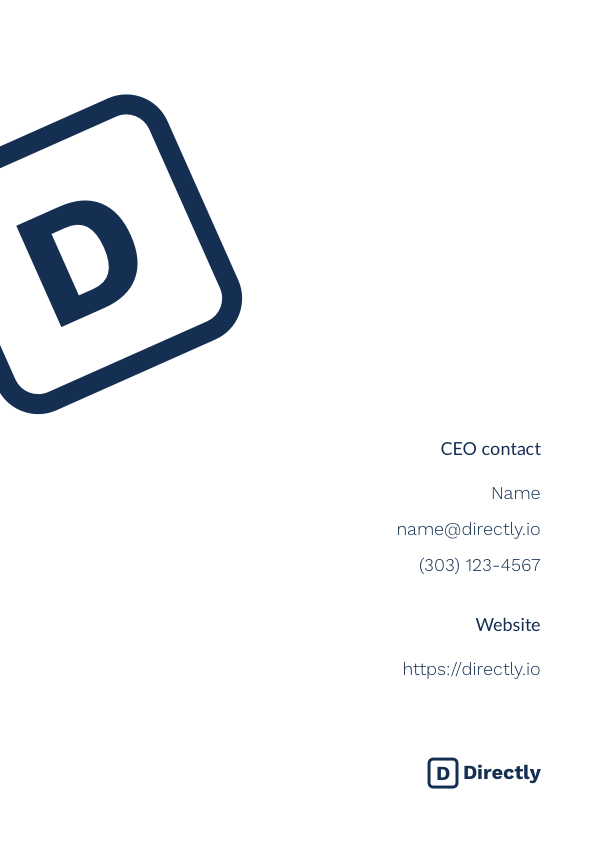 D
CEO contact
Name
name@directly.io
(303) 123-4567
Website
https://directly.io
D Directly